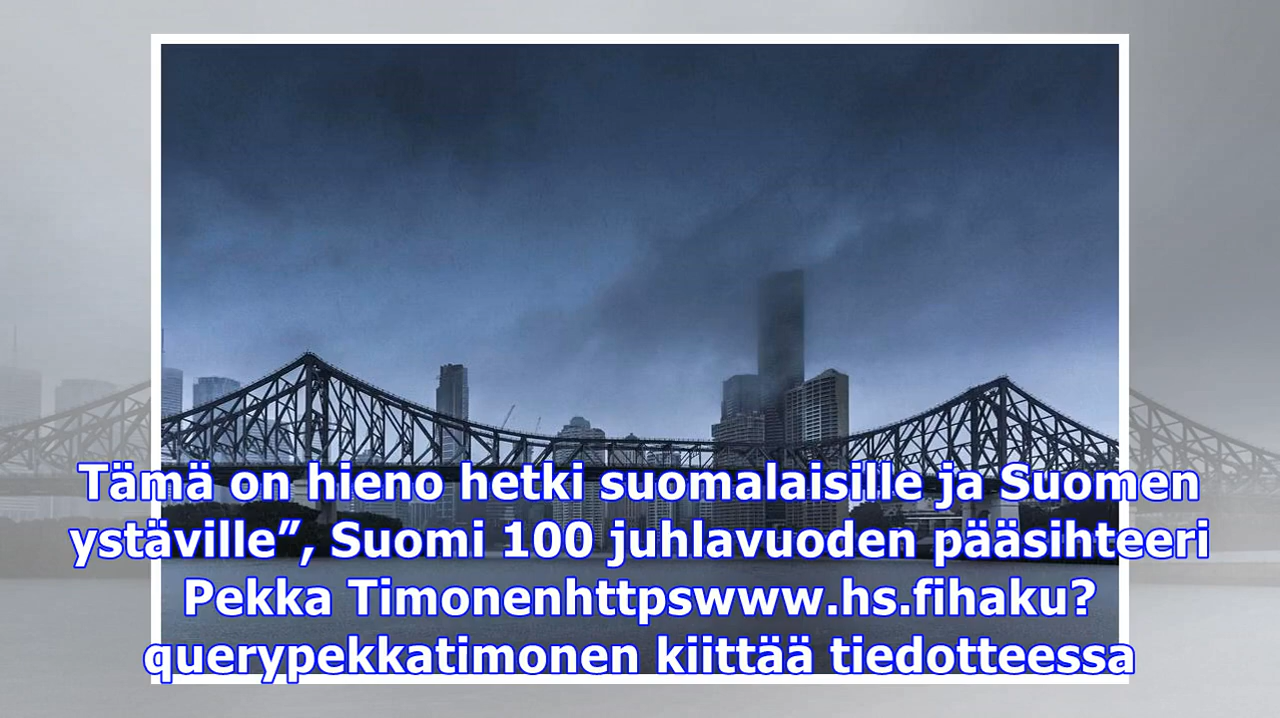 Tämä on hieno hetki suomalaisille ja Suomen
ystäville”, Suomi 100 juhlavuoden pääsihteeri
Pekka Timonenhttpswww.hs.fihaku?
querypekkatimonen kiittää tiedotteessa